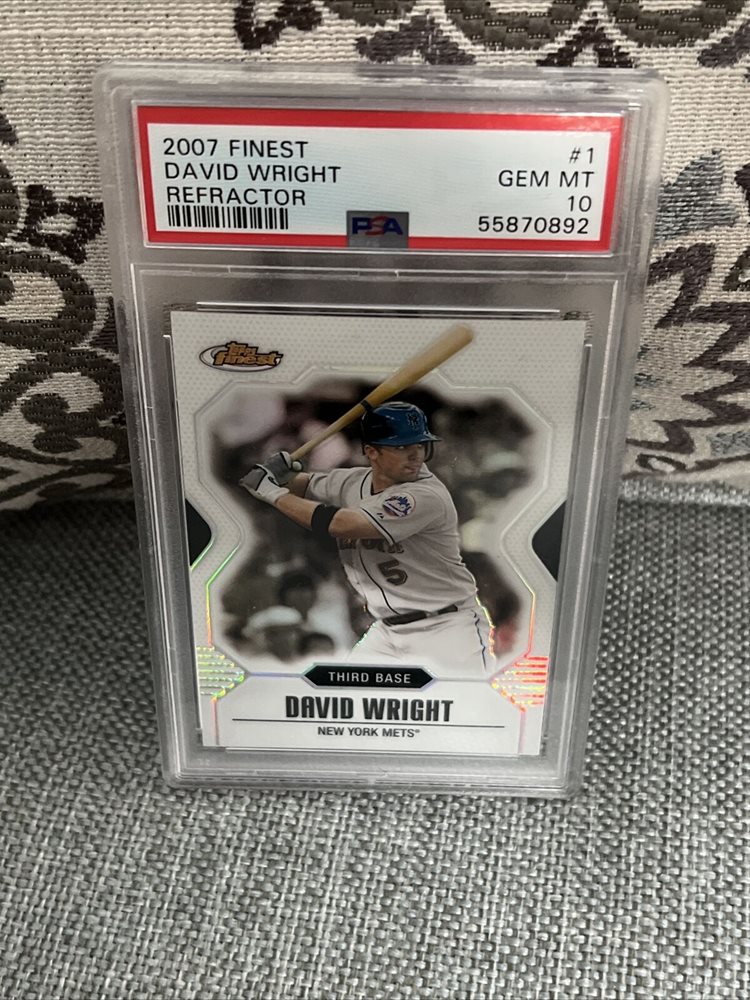 2007 FINEST #1
DAVID WRIGHT GEM MT
REFRACTOR 10
PSA 55870892
Topps
finest
5
THIRD BASE
DAVID WRIGHT
NEW YORK METS®